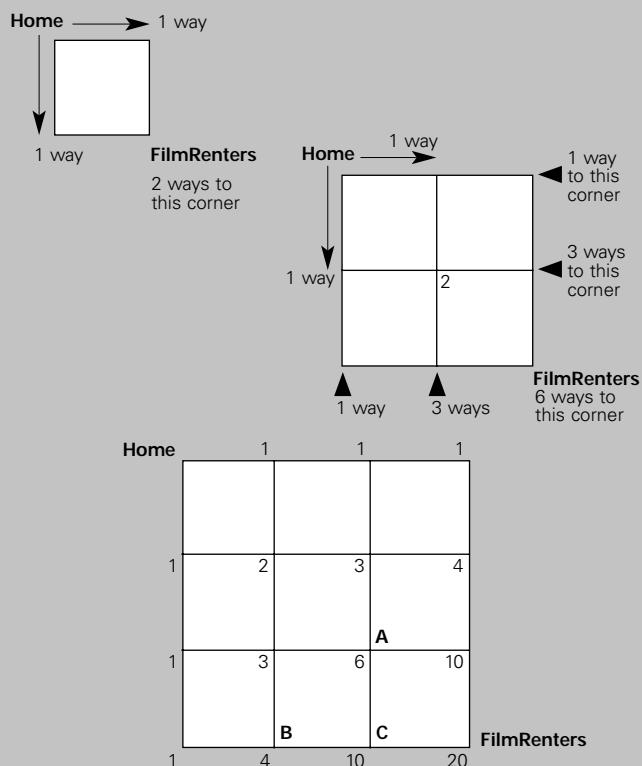 Home
1 way
1 way
FilmRenters
2 ways to
this corner
1 way
Home
1 way
to this
corner
3 ways
to this
corner
1 way
2
FilmRenters
6 ways to
this corner
1 way
3 ways
Home 1 1 1
1 2 3 4
A
1 3 6 10
B C
FilmRenters
1 4 10 20